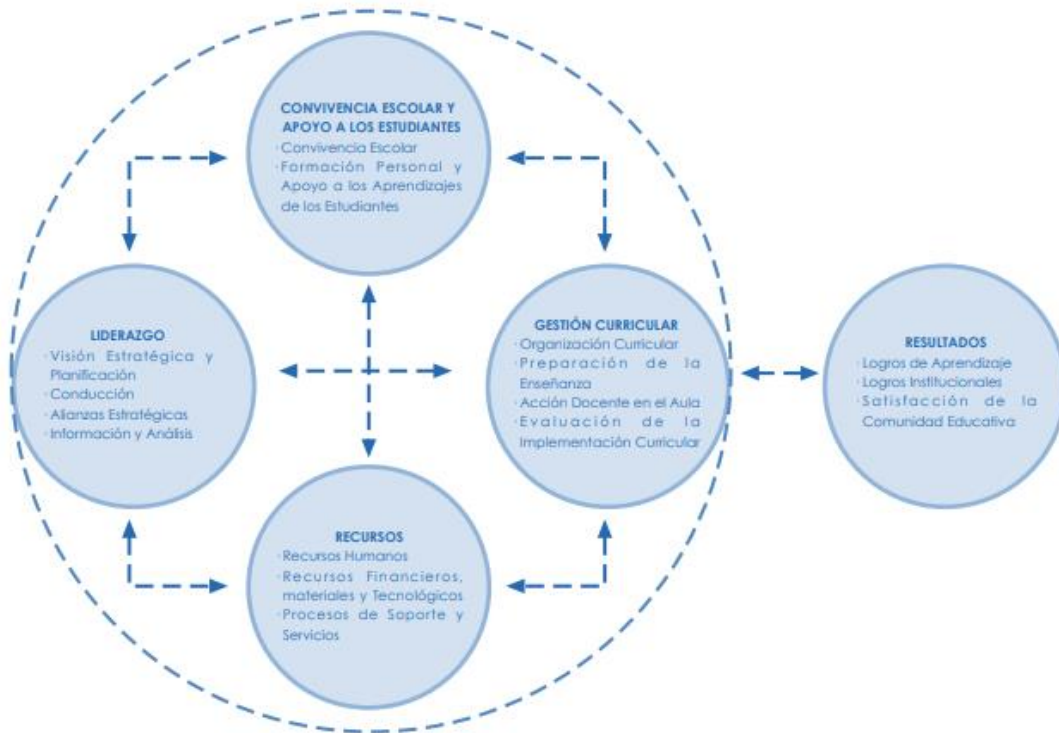 CONVIVENCIA ESCOLAR Y
APOYO A LOS ESTUDIANTES
·Convivencia Escolar
·Formación Personal y
Apoyo a los Aprendizajes
de los Estudiantes
LIDERAZGO
·Visión Estratégica y
Planificación
·Conducción
·Alianzas Estratégicas
·Información y Análisis
GESTIÓN CURRICULAR
·Organización Curricular
·Preparación de la
Enseñanza
·Acción Docente en el Aula
·Evaluación de la
Implementación Curricular
RESULTADOS
·Logros de Aprendizaje
·Logros Institucionales
·Satisfacción de la
Comunidad Educativa
RECURSOS
·Recursos Humanos
·Recursos Financieros,
materiales y Tecnológicos
·Procesos de Soporte y
Servicios